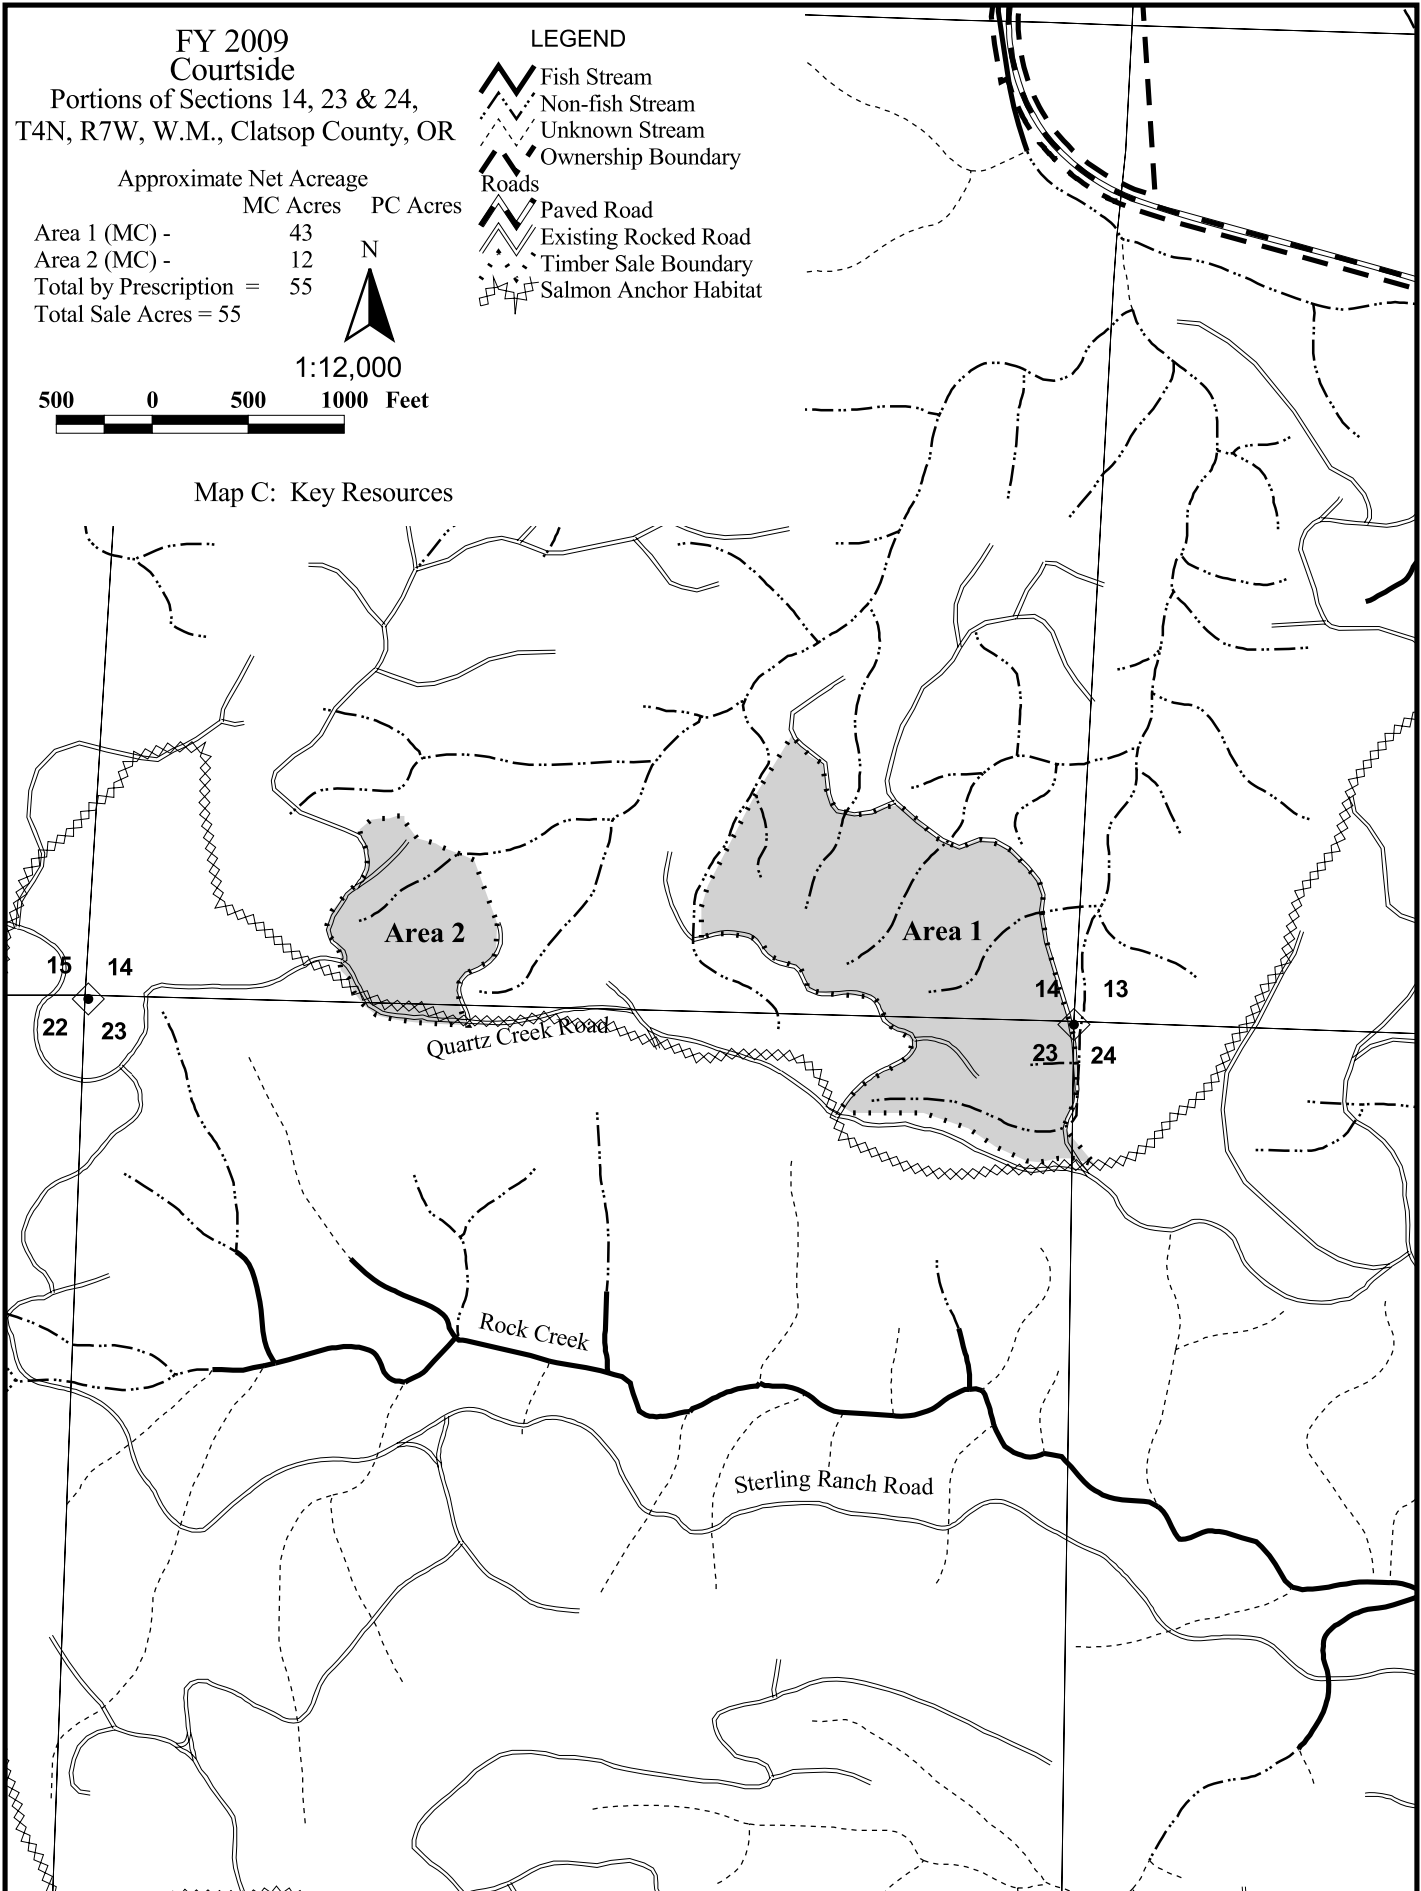 FY 2009
Courtside
Portions of Sections 14, 23 & 24,
T4N, R7W, W.M., Clatsop County, OR
Approximate Net Acreage
MC Acres PC Acres
Area 1 (MC) - 43
Area 2 (MC) - 12
Total by Prescription = 55
Total Sale Acres = 55
N
1:12,000
500 0 500 1000 Feet
Map C: Key Resources
LEGEND
Fish Stream
Non-fish Stream
Unknown Stream
Ownership Boundary
Roads
Paved Road
Existing Rocked Road
Timber Sale Boundary
Salmon Anchor Habitat
Area 2
Area 1
15 14
22 23
14 13
23 24
Quartz Creek Road
Rock Creek
Sterling Ranch Road